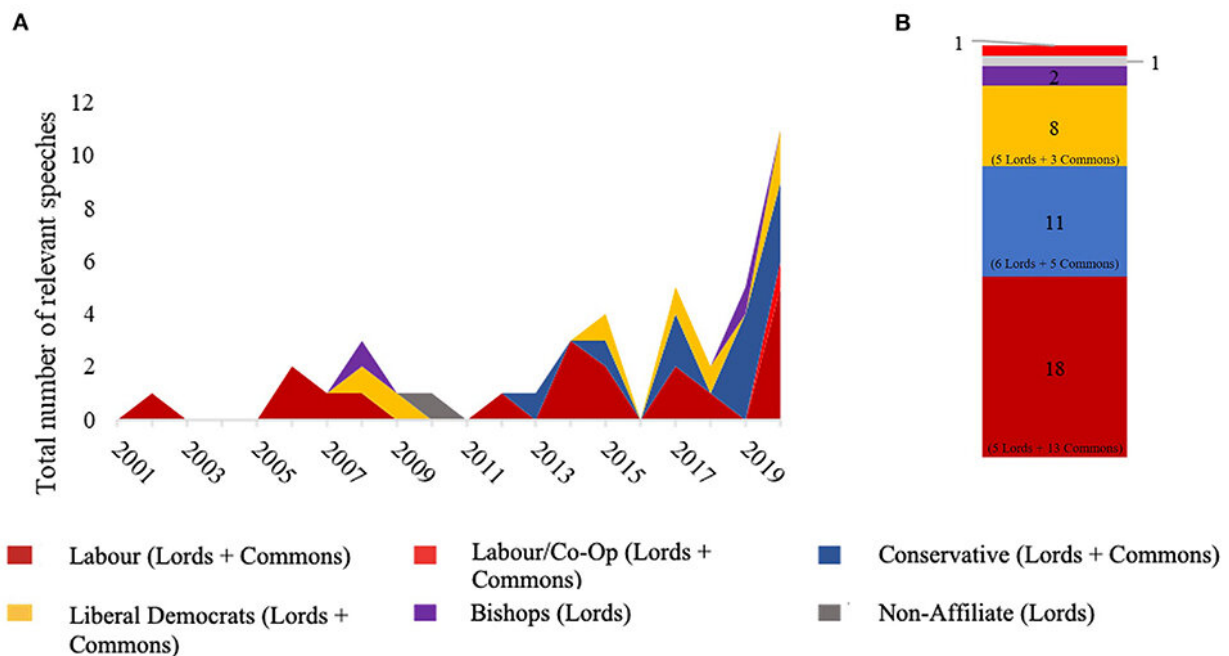 A
B
Total number of relevant speeches
12
10
8
6
4
2
0
2001
2003
2005
2007
2009
2011
2013
2015
2017
2019
1
1
2
8
(5 Lords + 3 Commons)
11
(6 Lords + 5 Commons)
18
(5 Lords + 13 Commons)
Labour (Lords + Commons)
Labour/Co-Op (Lords +
Commons)
Conservative (Lords + Commons)
Liberal Democrats (Lords +
Commons)
Bishops (Lords)
Non-Affiliate (Lords)